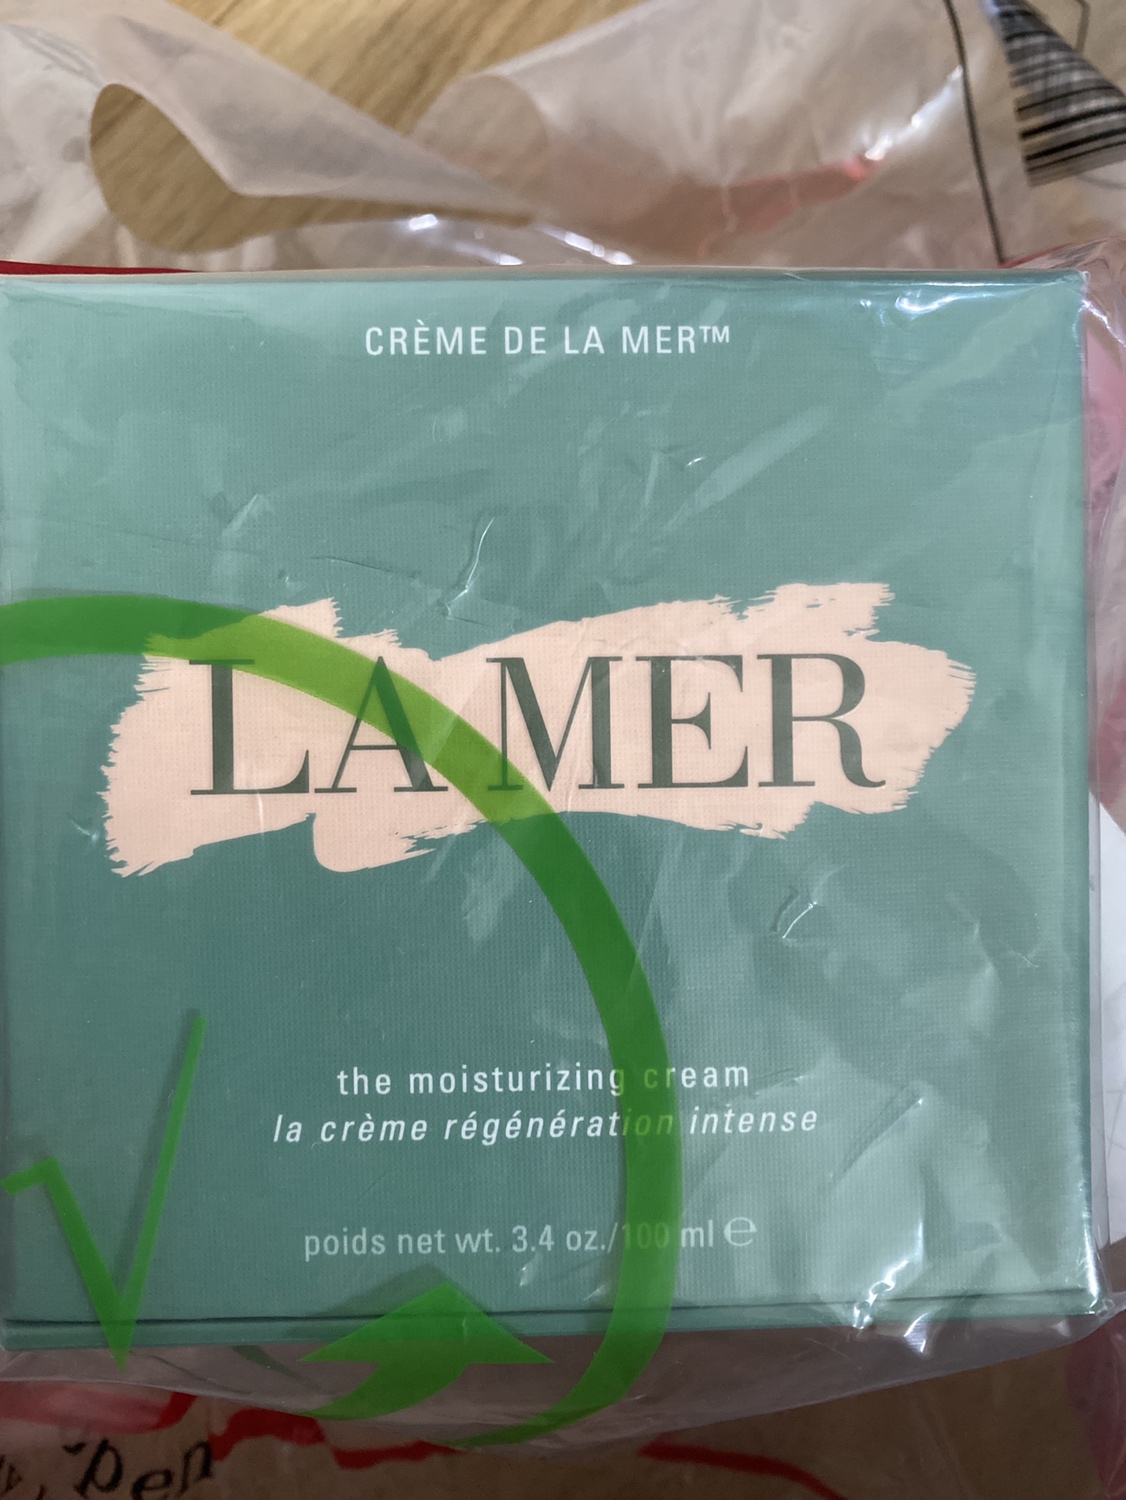 CRÈME DE LA MER™
LA MER
the moisturizing cream
la crème régénération intense
poids net wt. 3.4 oz./100 ml ℮